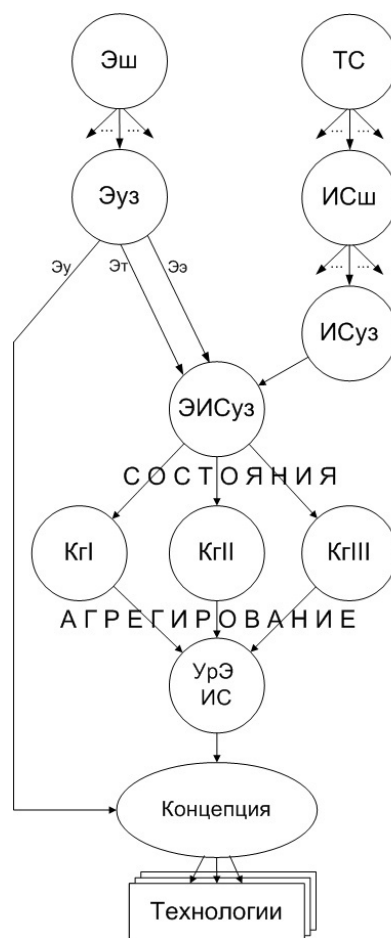 Эш
ТС
... ...
... ...
Эуз
ИСш
Эу
Эт
Ээ
... ...
ИСуз
ЭИСуз
СОСТОЯНИЯ
КгI
КгII
КгIII
АГРЕГИРОВАНИЕ
УрЭ
ИС
Концепция
Технологии